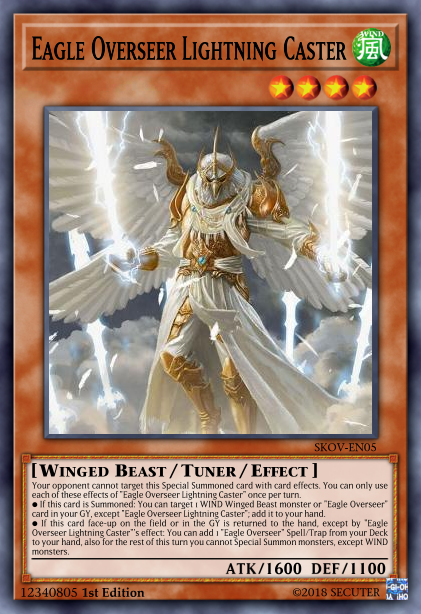 EAGLE OVERSEER LIGHTNING CASTER
WIND
風
SKOV-EN05
[WINGED BEAST/TUNER/EFFECT]
Your opponent cannot target this Special Summoned card with card effects. You can only use
each of these effects of "Eagle Overseer Lightning Caster" once per turn.
● If this card is Summoned: You can target 1 WIND Winged Beast monster or "Eagle Overseer"
card in your GY, except "Eagle Overseer Lightning Caster"; add it to your hand.
● If this card face-up on the field or in the GY is returned to the hand, except by "Eagle
Overseer Lightning Caster"'s effect: You can add 1 "Eagle Overseer" Spell/Trap from your Deck
to your hand, also for the rest of this turn you cannot Special Summon monsters, except WIND
monsters.
ATK/1600 DEF/1100
12340805 1st Edition
©2018 SECUTER